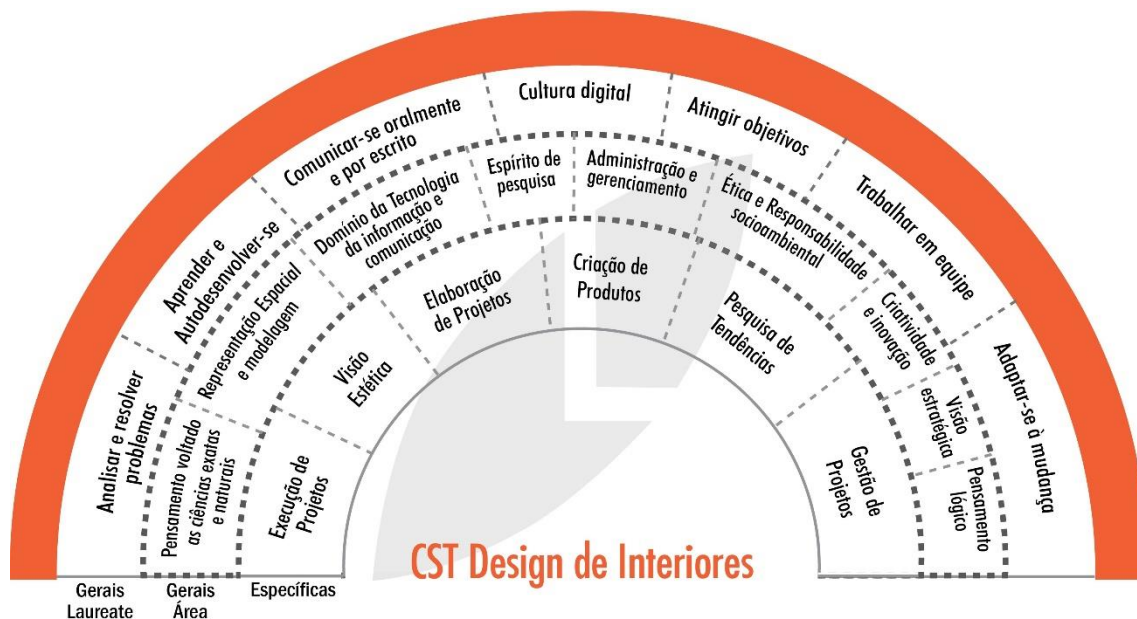 Analisar e resolver
problemas
Aprender e
Autodesenvolver-se
Comunicar-se oralmente
e por escrito
Cultura digital
Atingir objetivos
Trabalhar em equipe
Adaptar-se à mudança
Pensamento voltado
as ciências exatas
e naturais
Representação Espacial
e modelagem
Domínio da Tecnologia
da informação e
comunicação
Espírito de
pesquisa
Administração e
gerenciamento
Ética e Responsabilidade
socioambiental
Criatividade
e inovação
Visão
estratégica
Pensamento
lógico
Execução de
Projetos
Visão
Estética
Elaboração
de Projetos
Criação de
Produtos
Pesquisa de
Tendências
Gestão de
Projetos
CST Design de Interiores
Gerais
Laureate
Gerais
Área
Específicas